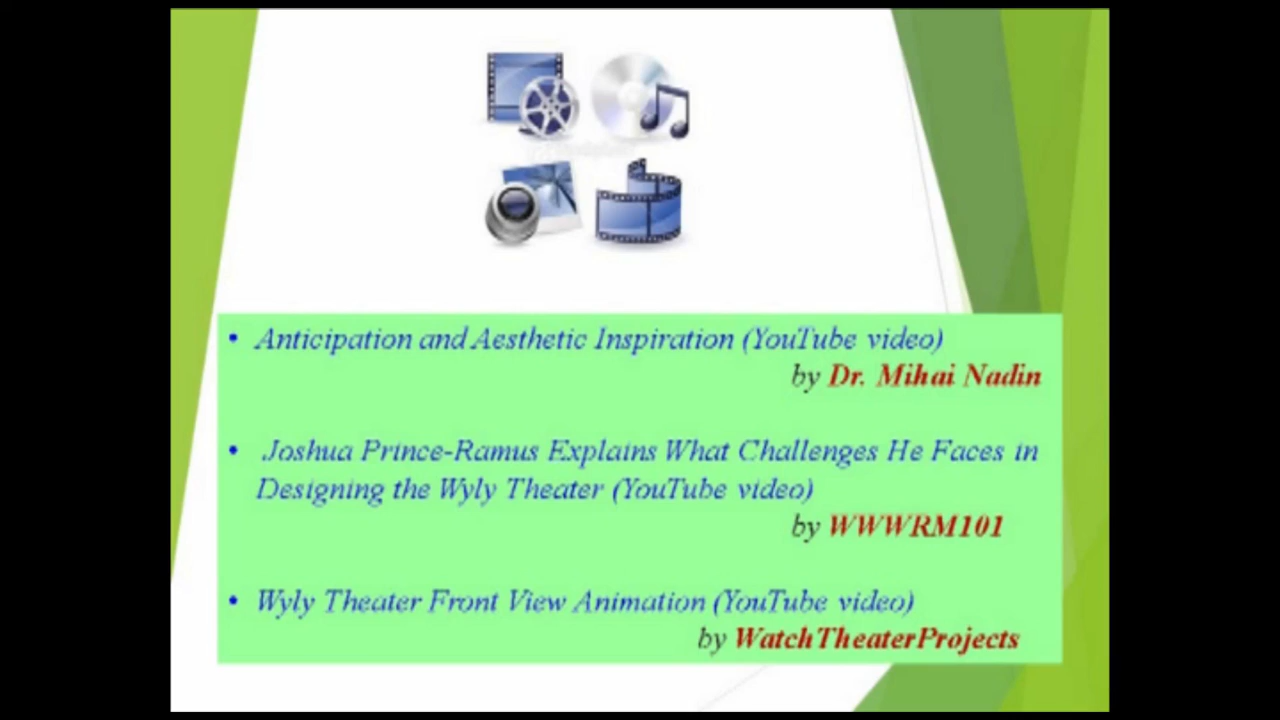 • Anticipation and Aesthetic Inspiration (YouTube video)
by Dr. Mihai Nadin
• Joshua Prince-Ramus Explains What Challenges He Faces in
Designing the Wyly Theater (YouTube video)
by WWWRM101
• Wyly Theater Front View Animation (YouTube video)
by WatchTheaterProjects